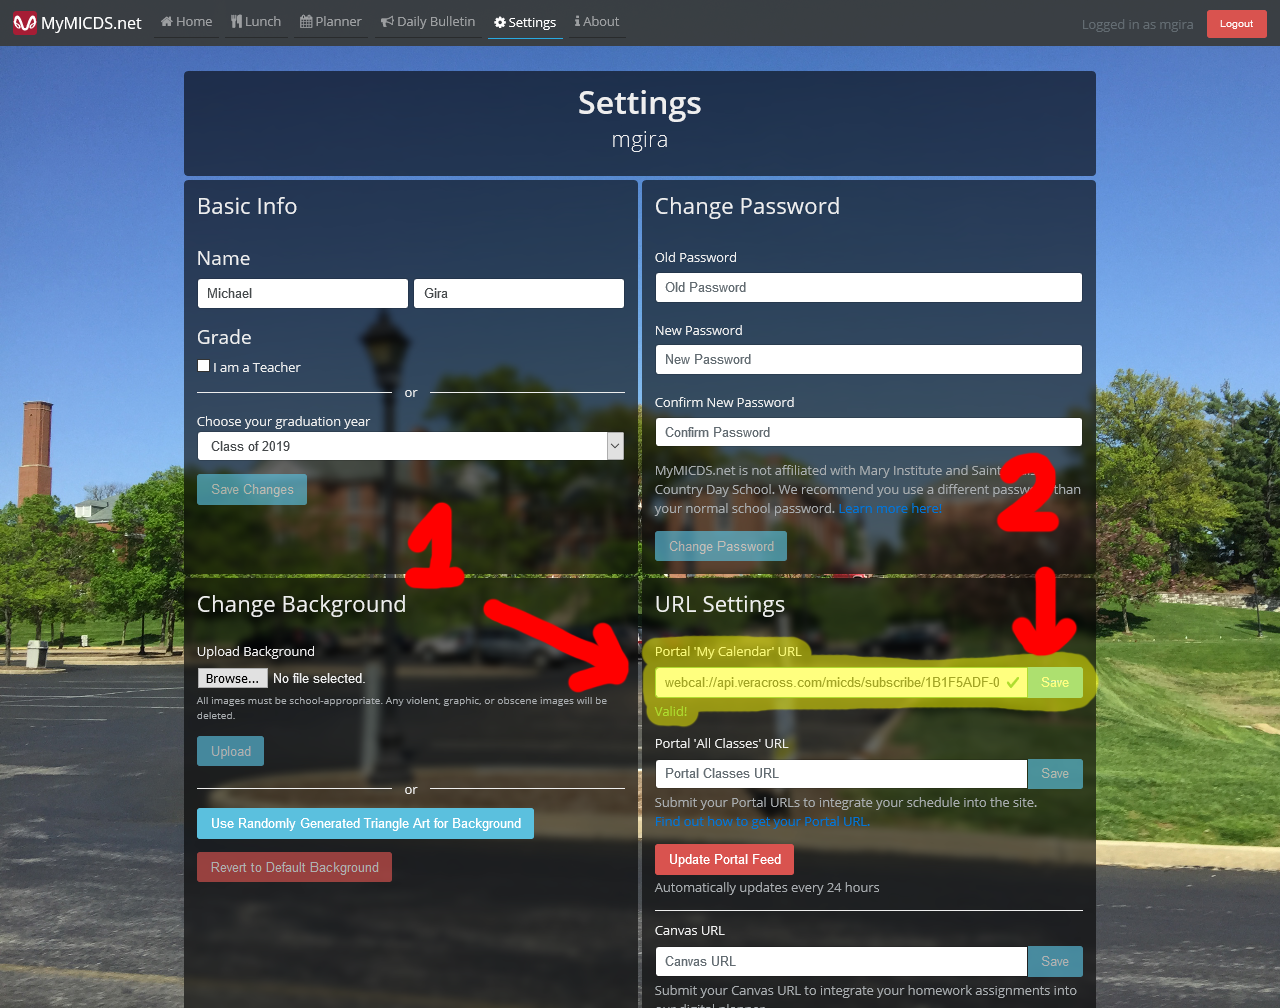 MyMICDS.net
Home
Lunch
Planner
Daily Bulletin
Settings
About
Logged in as mgira
Logout
Settings
mgira
Basic Info
Name
Michael
Gira
Grade
I am a Teacher
or
Choose your graduation year
Class of 2019
Save Changes
Change Password
Old Password
Old Password
New Password
New Password
Confirm New Password
Confirm Password
MyMICDS.net is not affiliated with Mary Institute and Saint
Country Day School. We recommend you use a different password than
your normal school password. Learn more here!
Change Password
1
2
Change Background
Upload Background
Browse... No file selected.
All images must be school-appropriate. Any violent, graphic, or obscene images will be
deleted.
Upload
or
Use Randomly Generated Triangle Art for Background
Revert to Default Background
URL Settings
Portal 'My Calendar' URL
webcal://api.veracross.com/micds/subscribe/1B1F5ADF-0
Save
Valid!
Portal 'All Classes' URL
Portal Classes URL
Save
Submit your Portal URLs to integrate your schedule into the site.
Find out how to get your Portal URL.
Update Portal Feed
Automatically updates every 24 hours
Canvas URL
Canvas URL
Save
Submit your Canvas URL to integrate your homework assignments into
our digital planner.